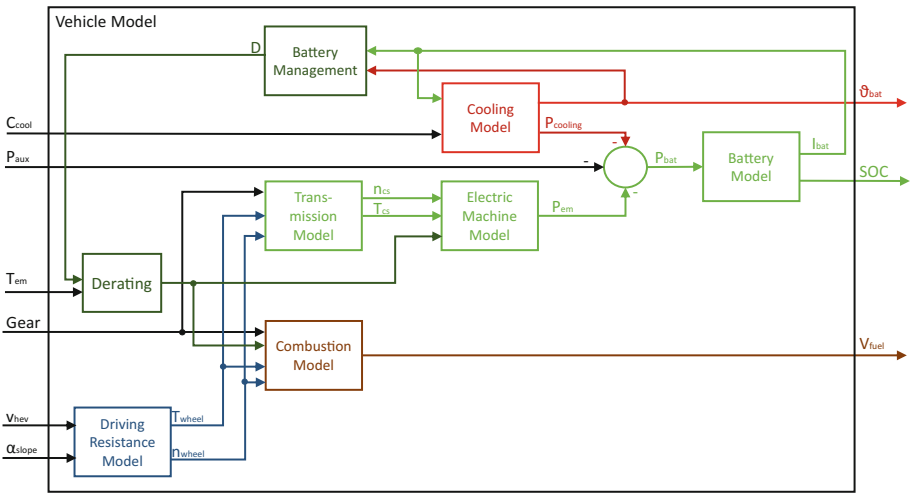 Vehicle Model
D
Battery
Management
Ccool
Cooling
Model
ϑbat
Pcooling
-
Paux
-
Pbat
Battery
Model
Ibat
SOC
-
Trans-
mission
Model
ncs
Tcs
Electric
Machine
Model
Pem
Tem
Derating
Gear
Combustion
Model
Vfuel
vhev
αslope
Driving
Resistance
Model
Twheel
nwheel